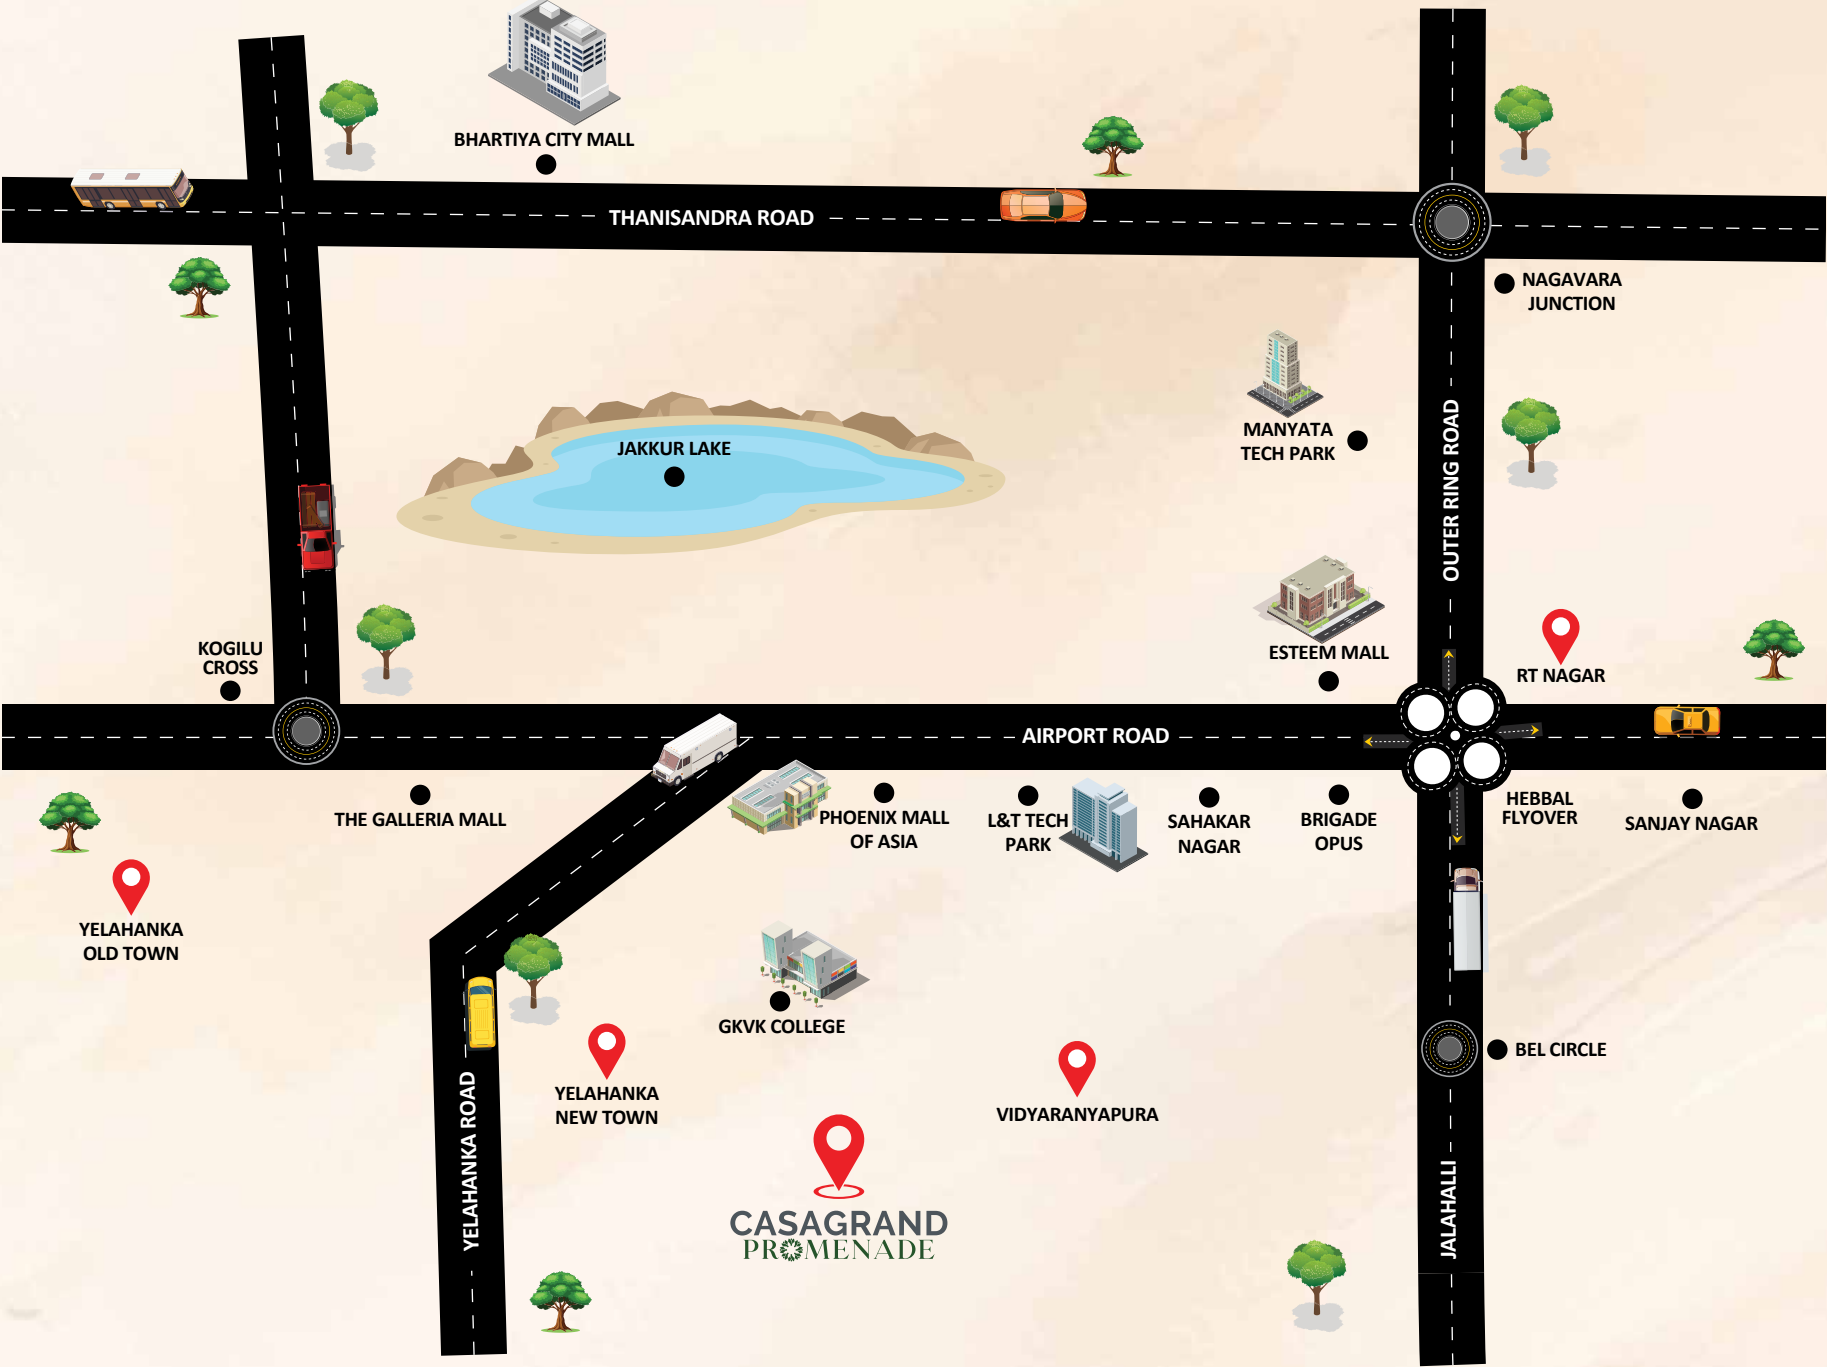 BHARTIYA CITY MALL
THANISANDRA ROAD
NAGAVARA
JUNCTION
MANYATA
TECH PARK
OUTER RING ROAD
JAKKUR LAKE
KOGILU
CROSS
ESTEEM MALL
RT NAGAR
AIRPORT ROAD
THE GALLERIA MALL
PHOENIX MALL
OF ASIA
L&T TECH
PARK
SAHAKAR
NAGAR
BRIGADE
OPUS
HEBBAL
FLYOVER
SANJAY NAGAR
YELAHANKA
OLD TOWN
GKVK COLLEGE
BEL CIRCLE
YELAHANKA
NEW TOWN
VIDYARANYAPURA
YELAHANKA ROAD
JALAHALLI
CASAGRAND
PROMENADE